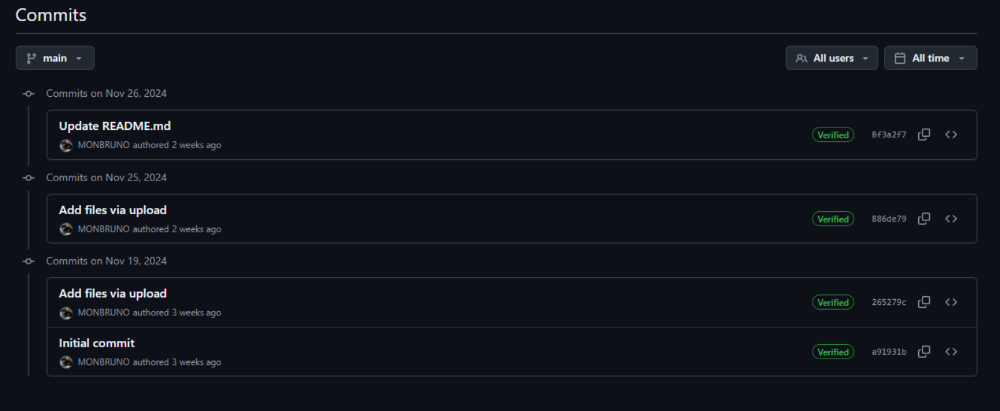 Commits
main
All users
All time
Commits on Nov 26, 2024
Update README.md
MONBRUNO authored 2 weeks ago
Verified
8f3a2f7
Commits on Nov 25, 2024
Add files via upload
MONBRUNO authored 2 weeks ago
Verified
886de79
Commits on Nov 19, 2024
Add files via upload
MONBRUNO authored 3 weeks ago
Verified
265279c
Initial commit
MONBRUNO authored 3 weeks ago
Verified
a91931b